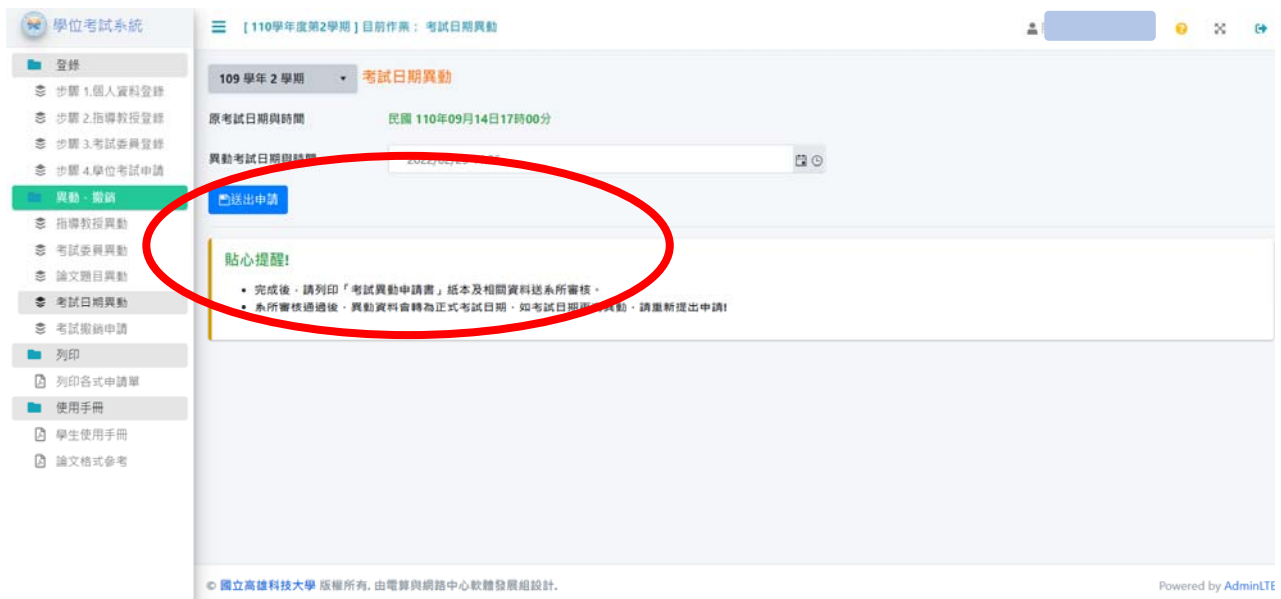 學位考試系統
[ 110學年度第2學期 ] 目前作業： 考試日期異動
登錄
步驟 1.個人資料登錄
步驟 2.指導教授登錄
步驟 3.考試委員登錄
步驟 4.學位考試申請
異動、撤銷
指導教授異動
考試委員異動
論文題目異動
考試日期異動
考試撤銷申請
列印
列印各式申請單
使用手冊
學生使用手冊
論文格式參考
109 學年 2 學期
考試日期異動
原考試日期與時間
民國 110年09月14日17時00分
異動考試日期與時間
送出申請
貼心提醒!
• 完成後，請列印「考試異動申請書」紙本及相關資料送系所審核。
• 系所審核通過後，異動資料會轉為正式考試日期，如考試日期再有異動，請重新提出申請!
© 國立高雄科技大學 版權所有. 由電算與網路中心軟體發展組設計.
Powered by AdminLTE